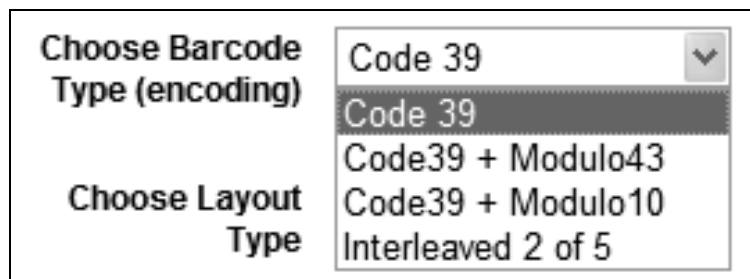 Choose Barcode
Type (encoding)
Code 39
Code 39
Code39 + Modulo43
Code39 + Modulo10
Interleaved 2 of 5
Choose Layout
Type